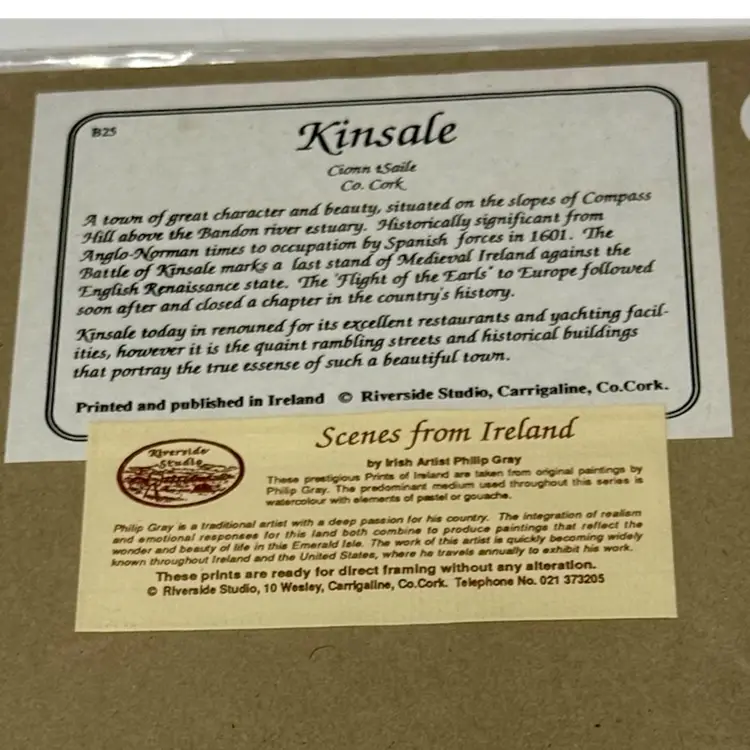 B25
Kinsale
Cionn tSaile
Co. Cork
A town of great character and beauty, situated on the slopes of Compass
Hill above the Bandon river estuary. Historically significant from
Anglo-Norman times to occupation by Spanish forces in 1601. The
Battle of Kinsale marks a last stand of Medieval Ireland against the
English Renaissance state. The 'Flight of the Earls' to Europe followed
soon after and closed a chapter in the country's history.
Kinsale today in renouned for its excellent restaurants and yachting facil-
ities, however it is the quaint rambling streets and historical buildings
that portray the true essense of such a beautiful town.
Printed and published in Ireland © Riverside Studio, Carrigaline, Co.Cork.
Riverside
Studio
Scenes from Ireland
by Irish Artist Philip Gray
These prestigious Prints of Ireland are taken from original paintings by
Philip Gray. The predominant medium used throughout this series is
watercolour with elements of pastel or gouache.
Philip Gray is a traditional artist with a deep passion for his country. The integration of realism
and emotional responses for this land both combine to produce paintings that reflect the
wonder and beauty of life in this Emerald Isle. The work of this artist is quickly becoming widely
known throughout Ireland and the United States, where he travels annually to exhibit his work.
These prints are ready for direct framing without any alteration.
© Riverside Studio, 10 Wesley, Carrigaline, Co.Cork. Telephone No. 021 373205